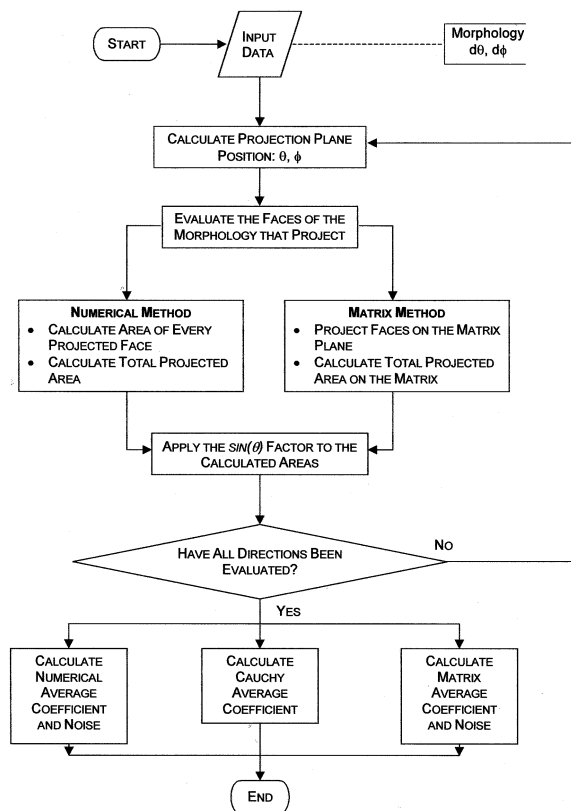 START
INPUT
DATA
Morphology
dθ, dϕ
CALCULATE PROJECTION PLANE
POSITION: θ, ϕ
EVALUATE THE FACES OF THE
MORPHOLOGY THAT PROJECT
NUMERICAL METHOD
• CALCULATE AREA OF EVERY
PROJECTED FACE
• CALCULATE TOTAL PROJECTED
AREA
MATRIX METHOD
• PROJECT FACES ON THE MATRIX
PLANE
• CALCULATE TOTAL PROJECTED
AREA ON THE MATRIX
APPLY THE SIN(θ) FACTOR TO THE
CALCULATED AREAS
HAVE ALL DIRECTIONS BEEN
EVALUATED?
NO
YES
CALCULATE
NUMERICAL
AVERAGE
COEFFICIENT
AND NOISE
CALCULATE
CAUCHY
AVERAGE
COEFFICIENT
CALCULATE
MATRIX
AVERAGE
COEFFICIENT
AND NOISE
END